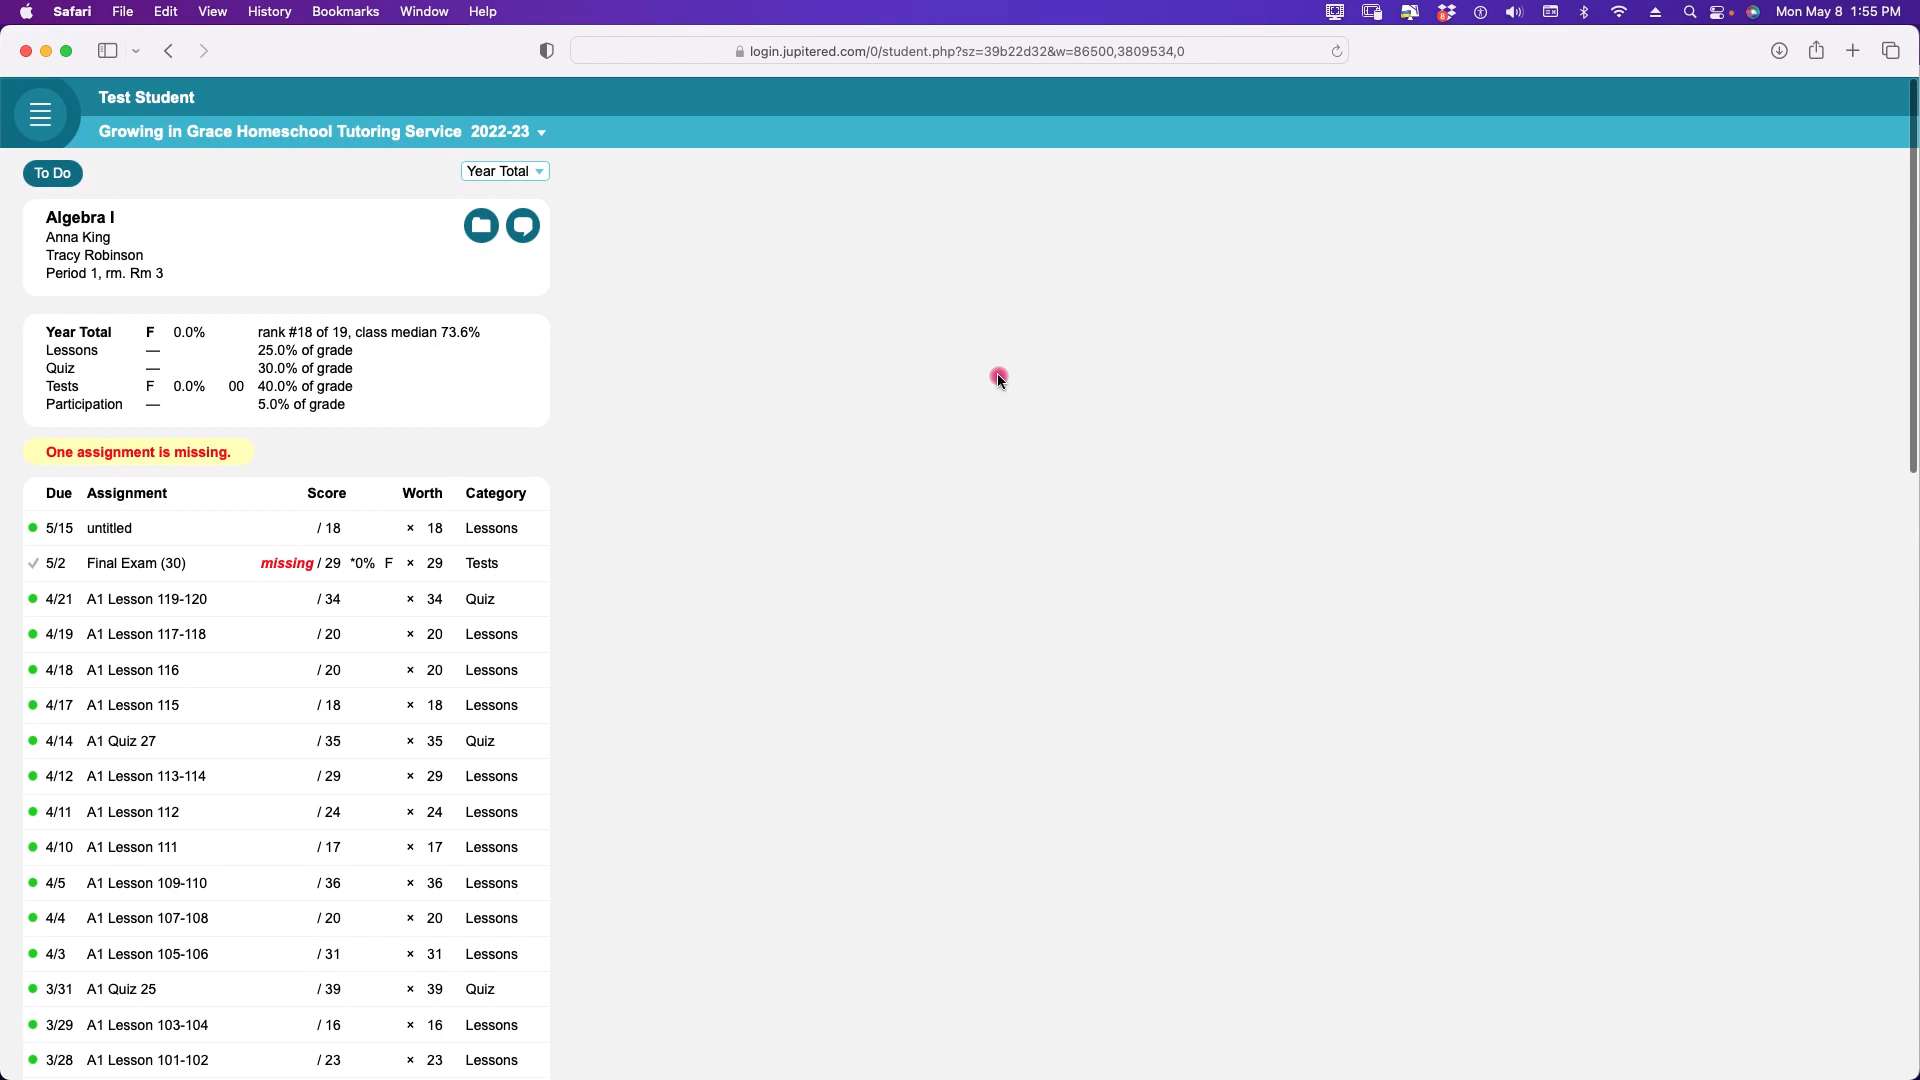 Safari File Edit View History Bookmarks Window Help Mon May 8 1:55 PM
login.jupitered.com/0/student.php?sz=39b22d32&w=86500,3809534,0
Test Student
Growing in Grace Homeschool Tutoring Service 2022-23
To Do Year Total
Algebra I
Anna King
Tracy Robinson
Period 1, rm. Rm 3
Year Total F 0.0% rank #18 of 19, class median 73.6%
Lessons — 25.0% of grade
Quiz — 30.0% of grade
Tests F 0.0% 00 40.0% of grade
Participation — 5.0% of grade
One assignment is missing.
Due Assignment Score Worth Category
5/15 untitled / 18 × 18 Lessons
5/2 Final Exam (30) missing / 29 *0% F × 29 Tests
4/21 A1 Lesson 119-120 / 34 × 34 Quiz
4/19 A1 Lesson 117-118 / 20 × 20 Lessons
4/18 A1 Lesson 116 / 20 × 20 Lessons
4/17 A1 Lesson 115 / 18 × 18 Lessons
4/14 A1 Quiz 27 / 35 × 35 Quiz
4/12 A1 Lesson 113-114 / 29 × 29 Lessons
4/11 A1 Lesson 112 / 24 × 24 Lessons
4/10 A1 Lesson 111 / 17 × 17 Lessons
4/5 A1 Lesson 109-110 / 36 × 36 Lessons
4/4 A1 Lesson 107-108 / 20 × 20 Lessons
4/3 A1 Lesson 105-106 / 31 × 31 Lessons
3/31 A1 Quiz 25 / 39 × 39 Quiz
3/29 A1 Lesson 103-104 / 16 × 16 Lessons
3/28 A1 Lesson 101-102 / 23 × 23 Lessons